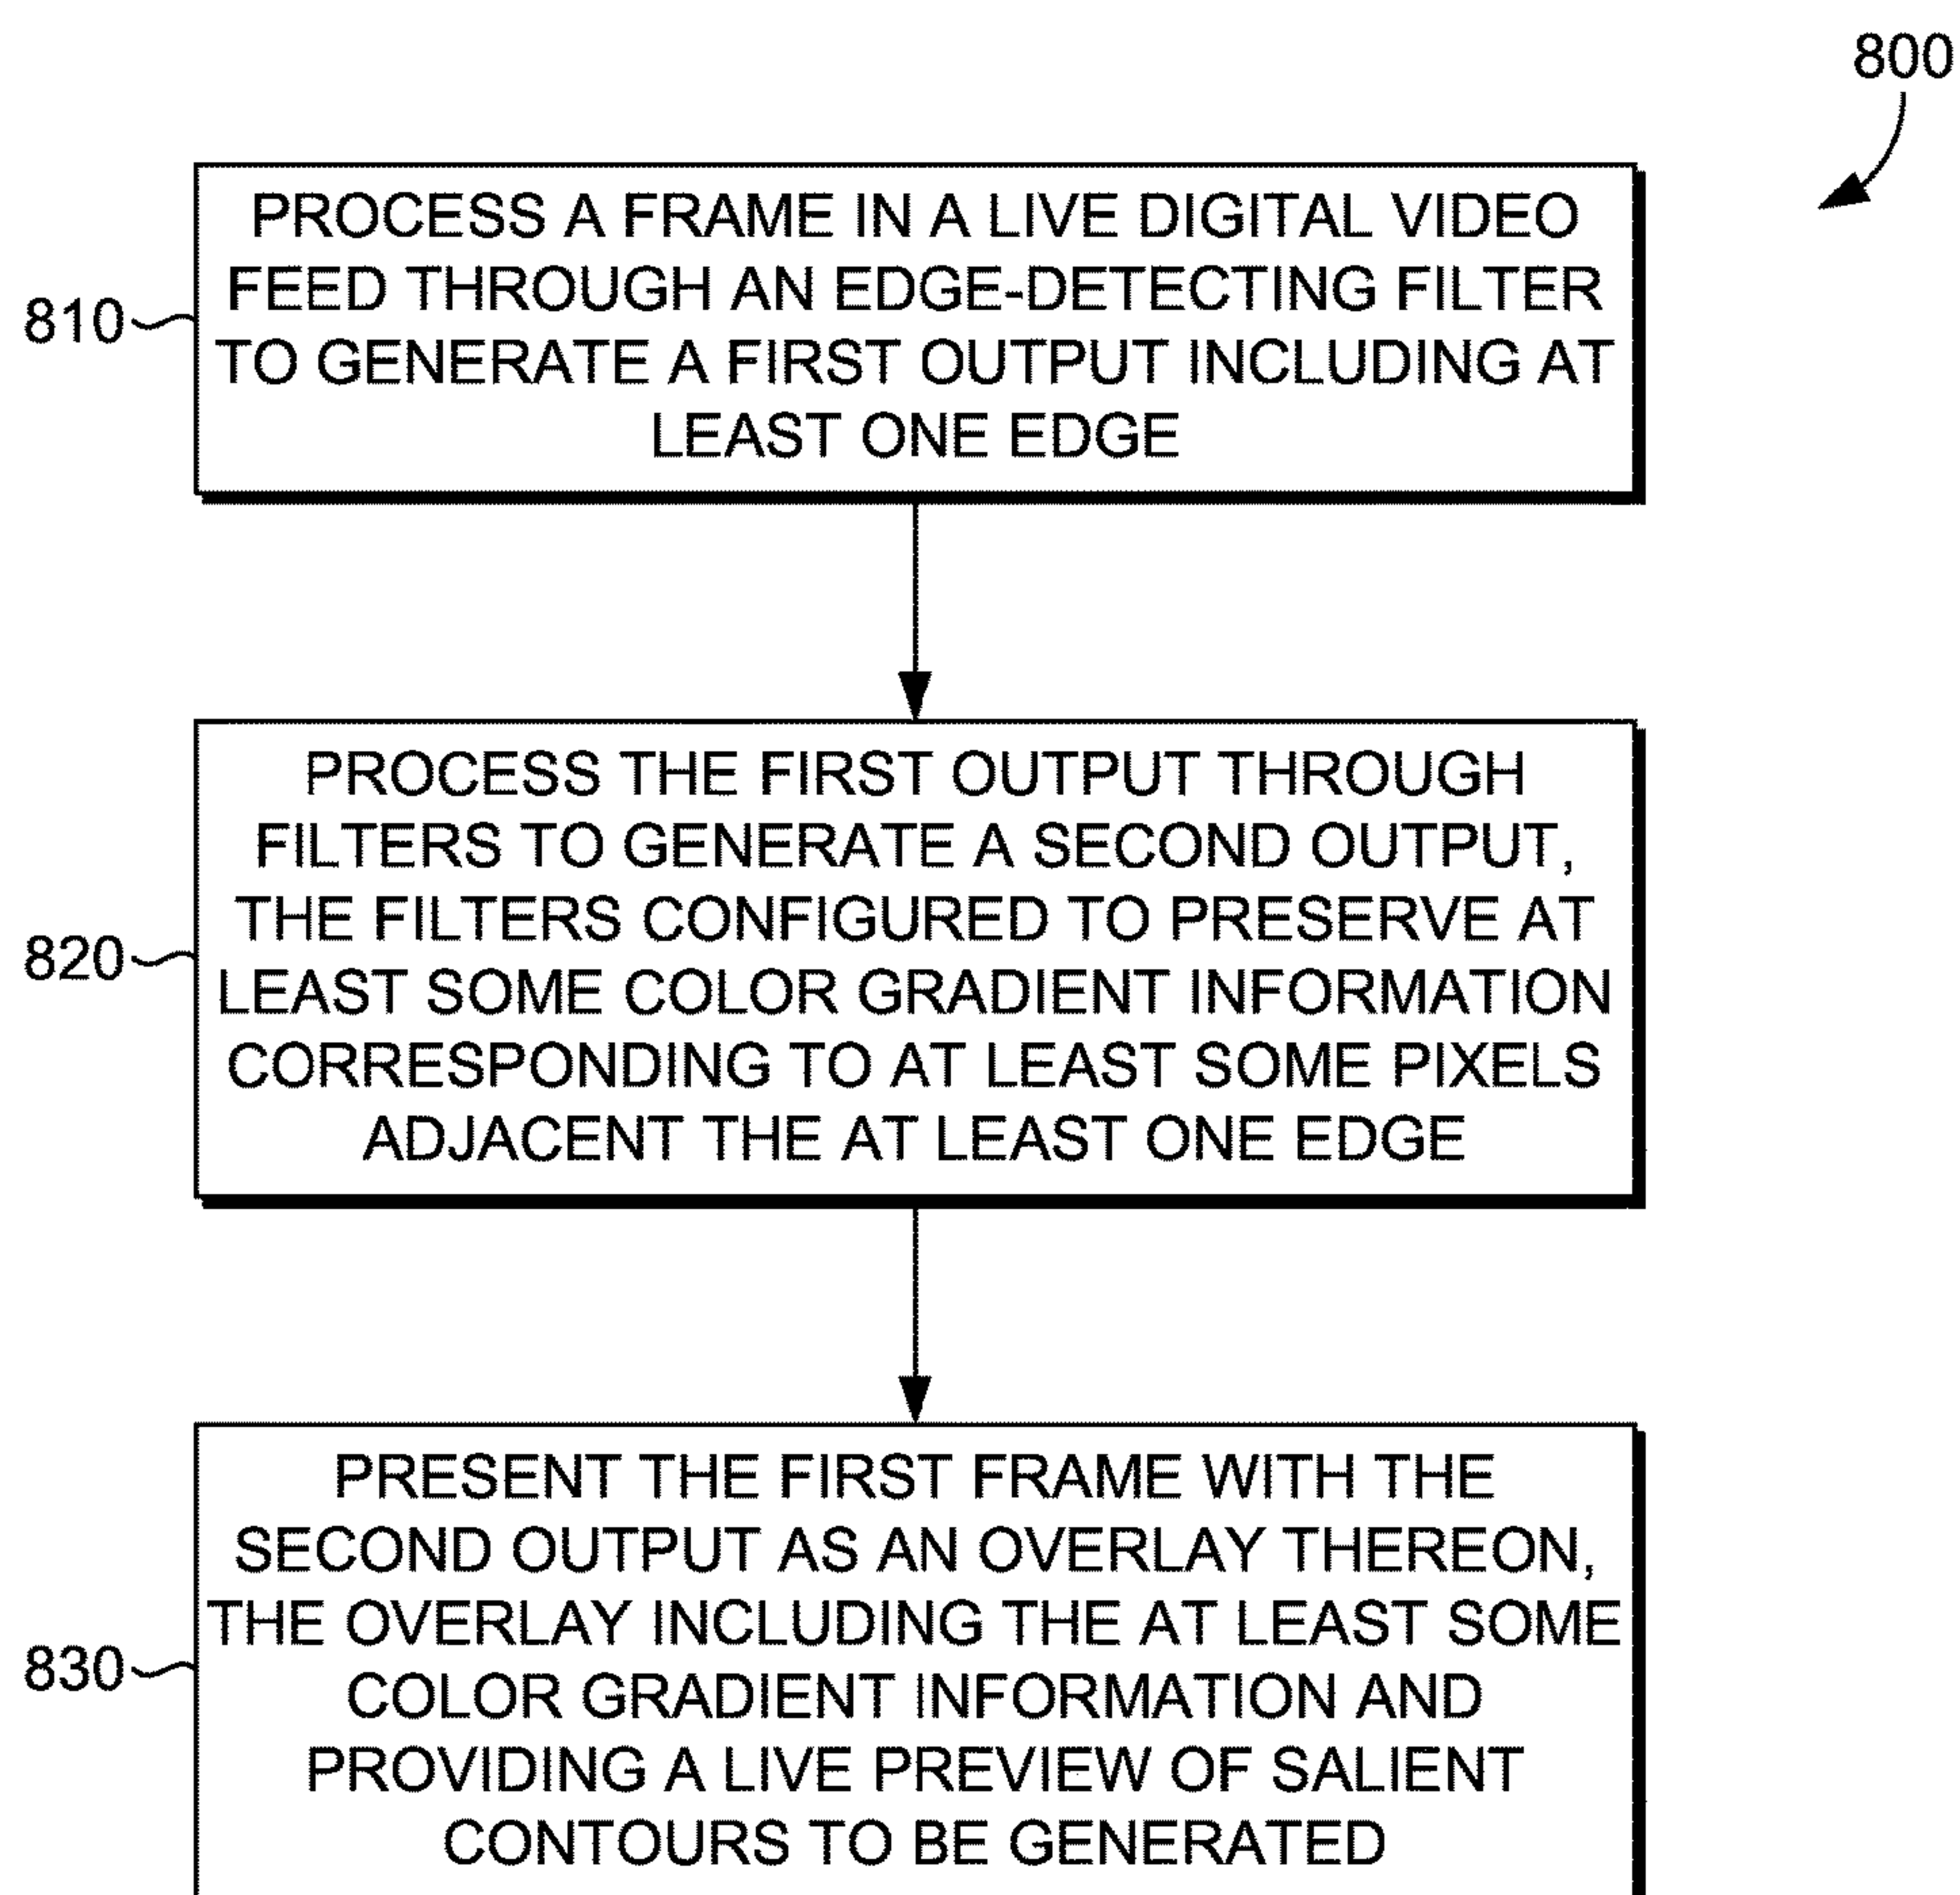 800
PROCESS A FRAME IN A LIVE DIGITAL VIDEO
FEED THROUGH AN EDGE-DETECTING FILTER
810
TO GENERATE A FIRST OUTPUT INCLUDING AT
LEAST ONE EDGE
PROCESS THE FIRST OUTPUT THROUGH
FILTERS TO GENERATE A SECOND OUTPUT,
THE FILTERS CONFIGURED TO PRESERVE AT
820
LEAST SOME COLOR GRADIENT INFORMATION
CORRESPONDING TO AT LEAST SOME PIXELS
ADJACENT THE AT LEAST ONE EDGE
PRESENT THE FIRST FRAME WITH THE
SECOND OUTPUT AS AN OVERLAY THEREON,
THE OVERLAY INCLUDING THE AT LEAST SOME
830
COLOR GRADIENT INFORMATION AND
PROVIDING A LIVE PREVIEW OF SALIENT
CONTOURS TO BE GENERATED